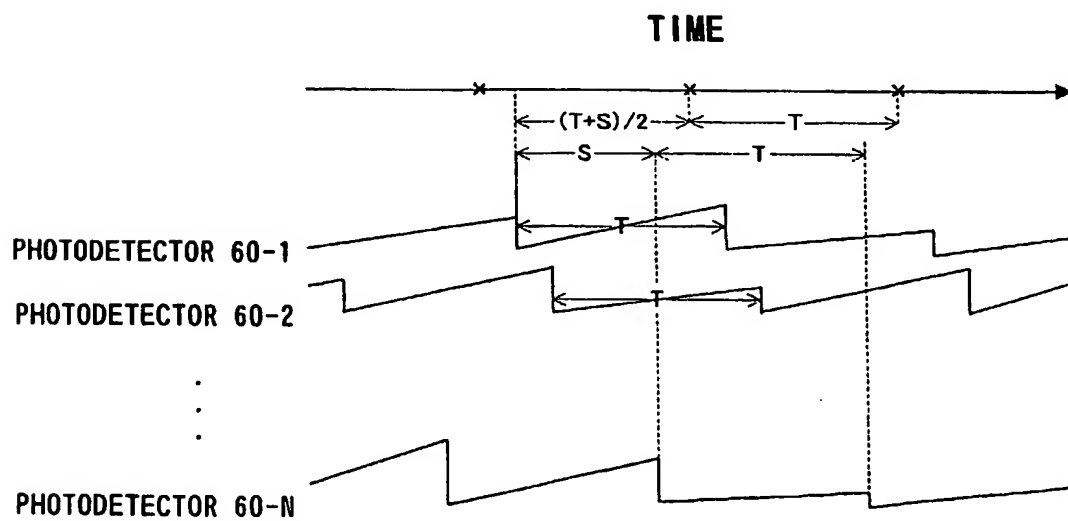 TIME
(T+S)/2 T
S T
T
PHOTODETECTOR 60-1
T
PHOTODETECTOR 60-2
.
.
.
PHOTODETECTOR 60-N